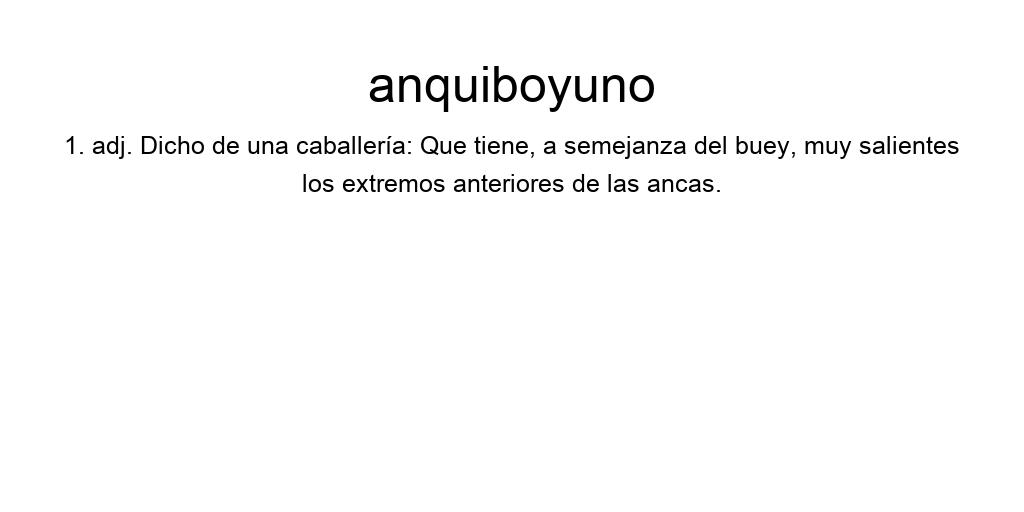 anquiboyuno
1. adj. Dicho de una caballería: Que tiene, a semejanza del buey, muy salientes
los extremos anteriores de las ancas.